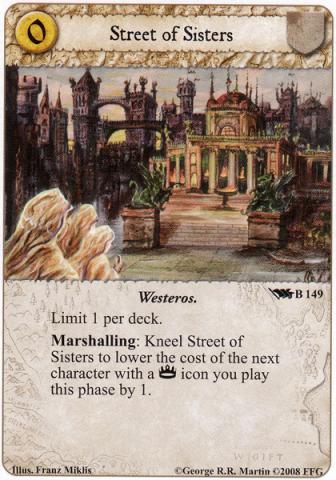 0
Street of Sisters
B 149
Westeros.
Limit 1 per deck.
Marshalling: Kneel Street of
Sisters to lower the cost of the next
character with a icon you play
this phase by 1.
Illus. Franz Miklis
©George R.R. Martin ©2008 FFG